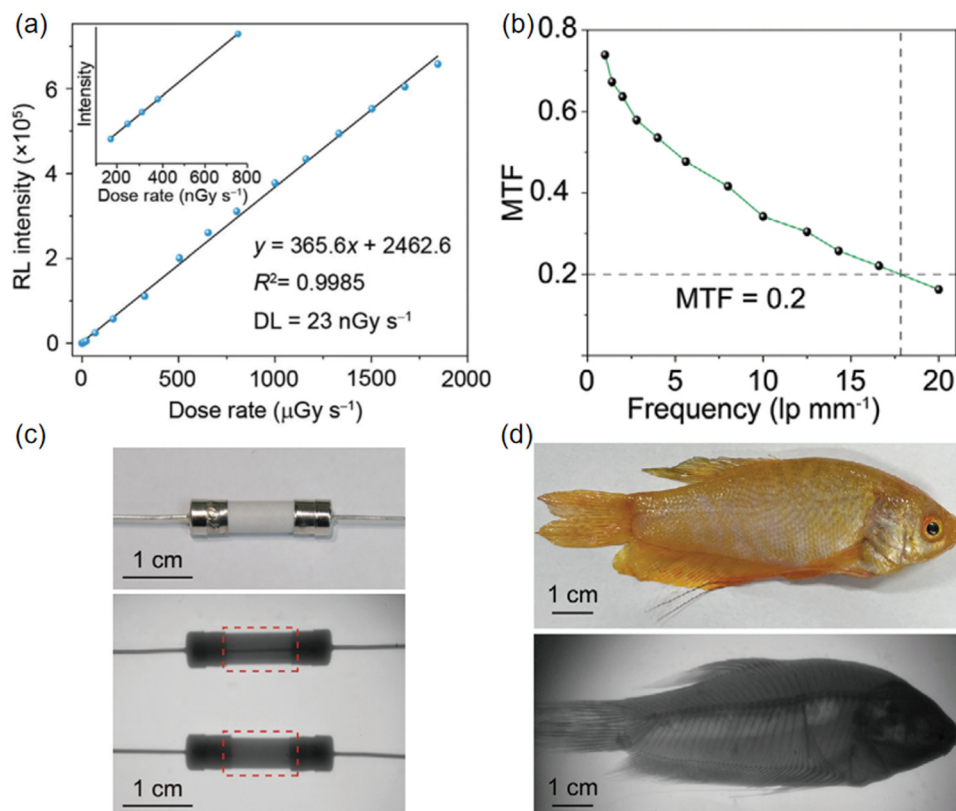 (a)
Intensity
200 400 600 800
Dose rate (nGy s⁻¹)
RL intensity (×10⁵)
6
4
2
0
y = 365.6x + 2462.6
R²= 0.9985
DL = 23 nGy s⁻¹
0 500 1000 1500 2000
Dose rate (μGy s⁻¹)
(b)
MTF
0.8
0.6
0.4
0.2
MTF = 0.2
0 5 10 15 20
Frequency (lp mm⁻¹)
(c)
1 cm
1 cm
(d)
1 cm
1 cm